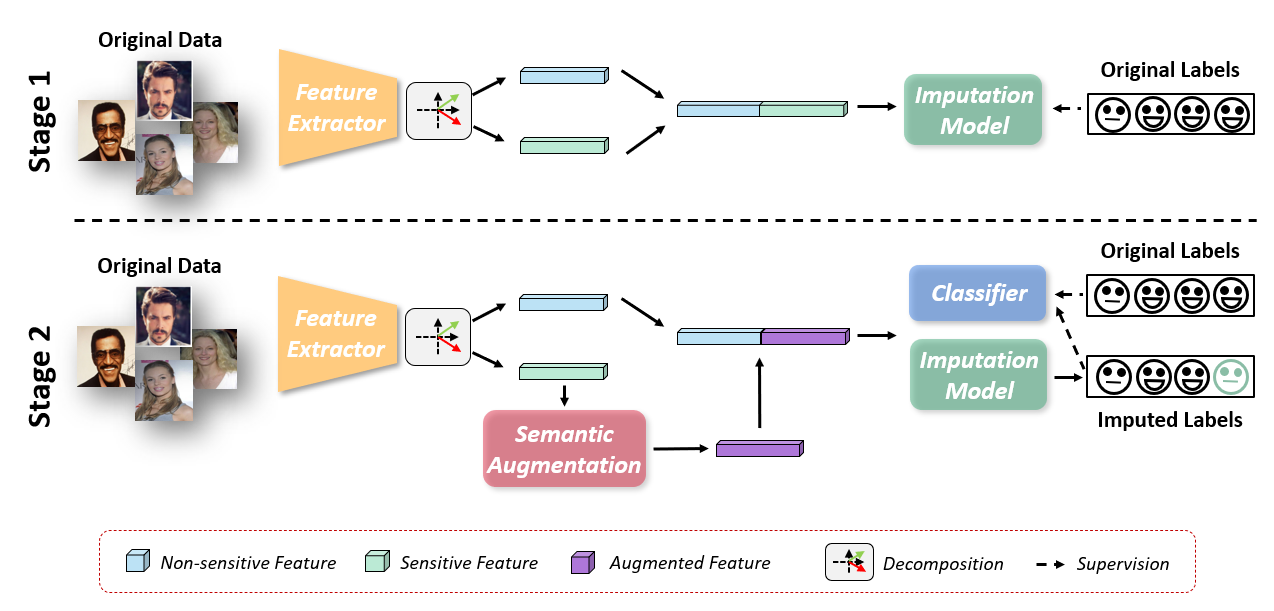 Stage 1
Original Data
Feature
Extractor
Imputation
Model
Original Labels
Stage 2
Original Data
Feature
Extractor
Semantic
Augmentation
Classifier
Imputation
Model
Original Labels
Imputed Labels
Non-sensitive Feature
Sensitive Feature
Augmented Feature
Decomposition
Supervision